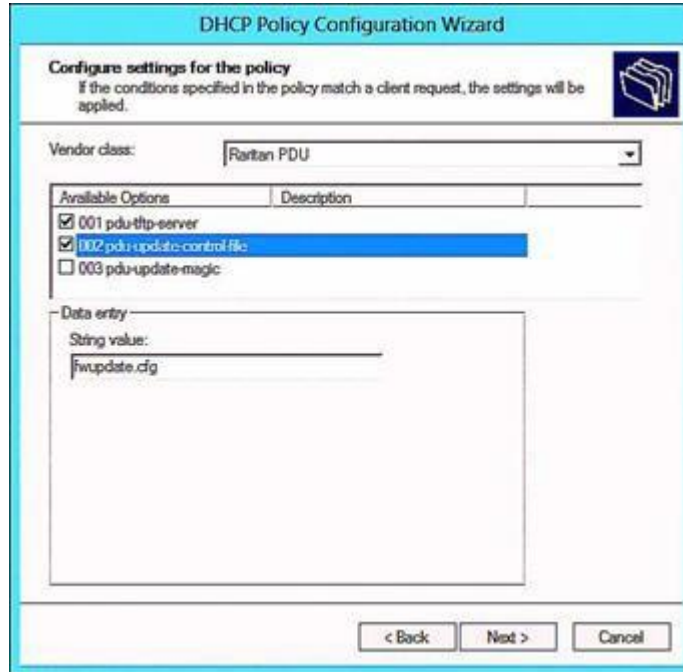 DHCP Policy Configuration Wizard
Configure settings for the policy
If the conditions specified in the policy match a client request, the settings will be
applied.
Vendor class: Raritan PDU
Available Options Description
001 pdu-tftp-server
002 pdu-update-control-file
003 pdu-update-magic
Data entry
String value:
fwupdate.cfg
< Back Next > Cancel